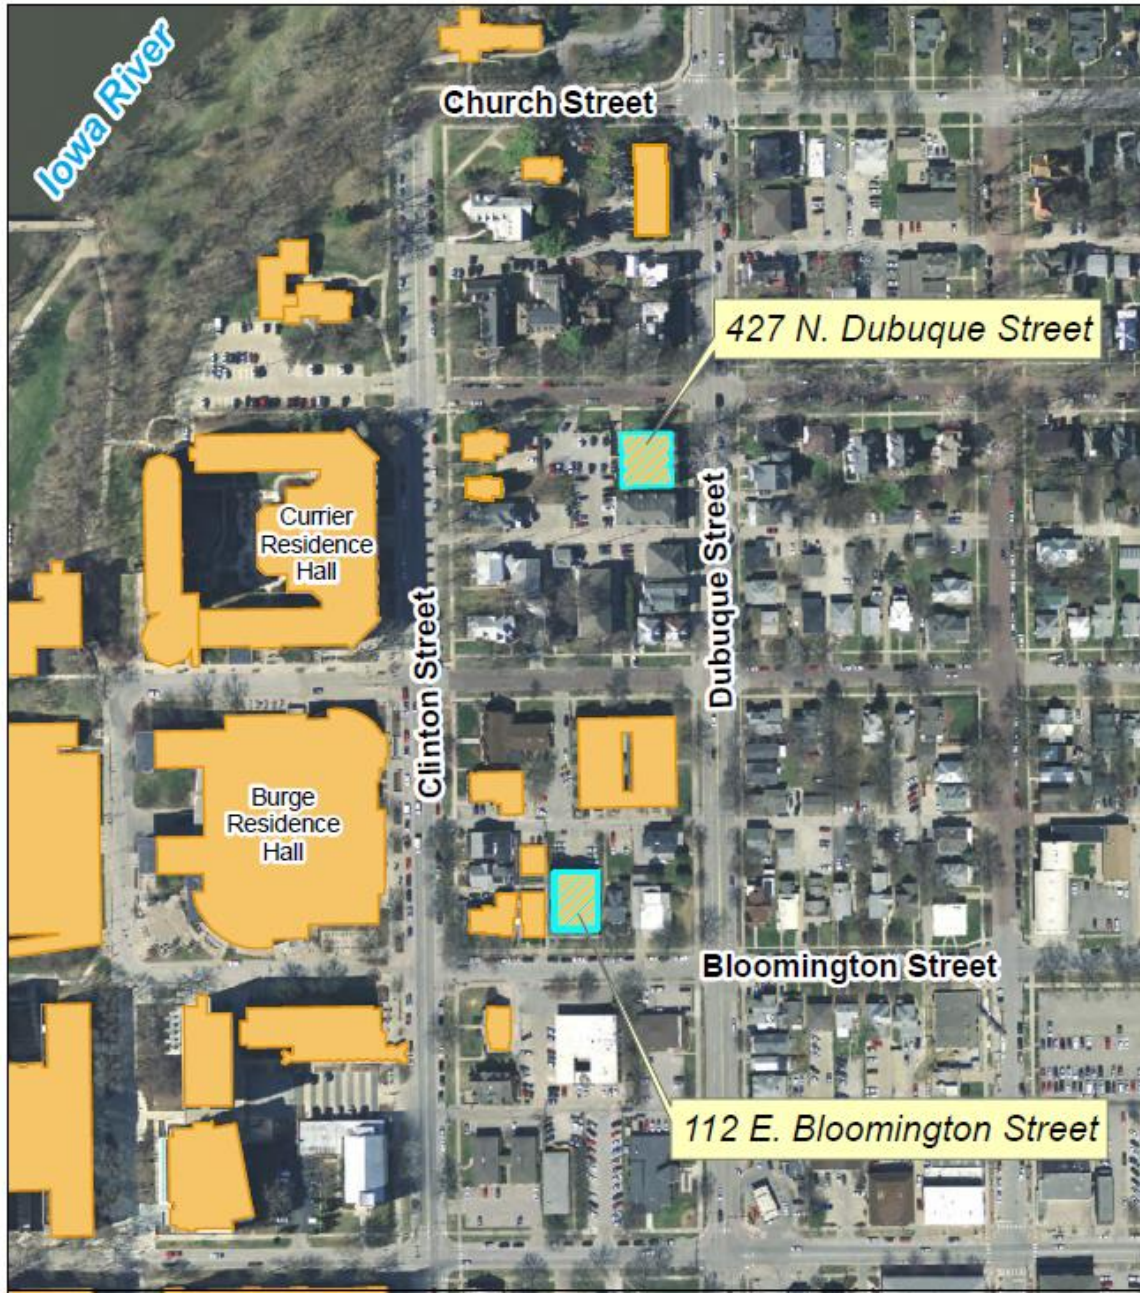 Iowa River
Church Street
427 N. Dubuque Street
Currier
Residence
Hall
Dubuque Street
Clinton Street
Burge
Residence
Hall
Bloomington Street
112 E. Bloomington Street